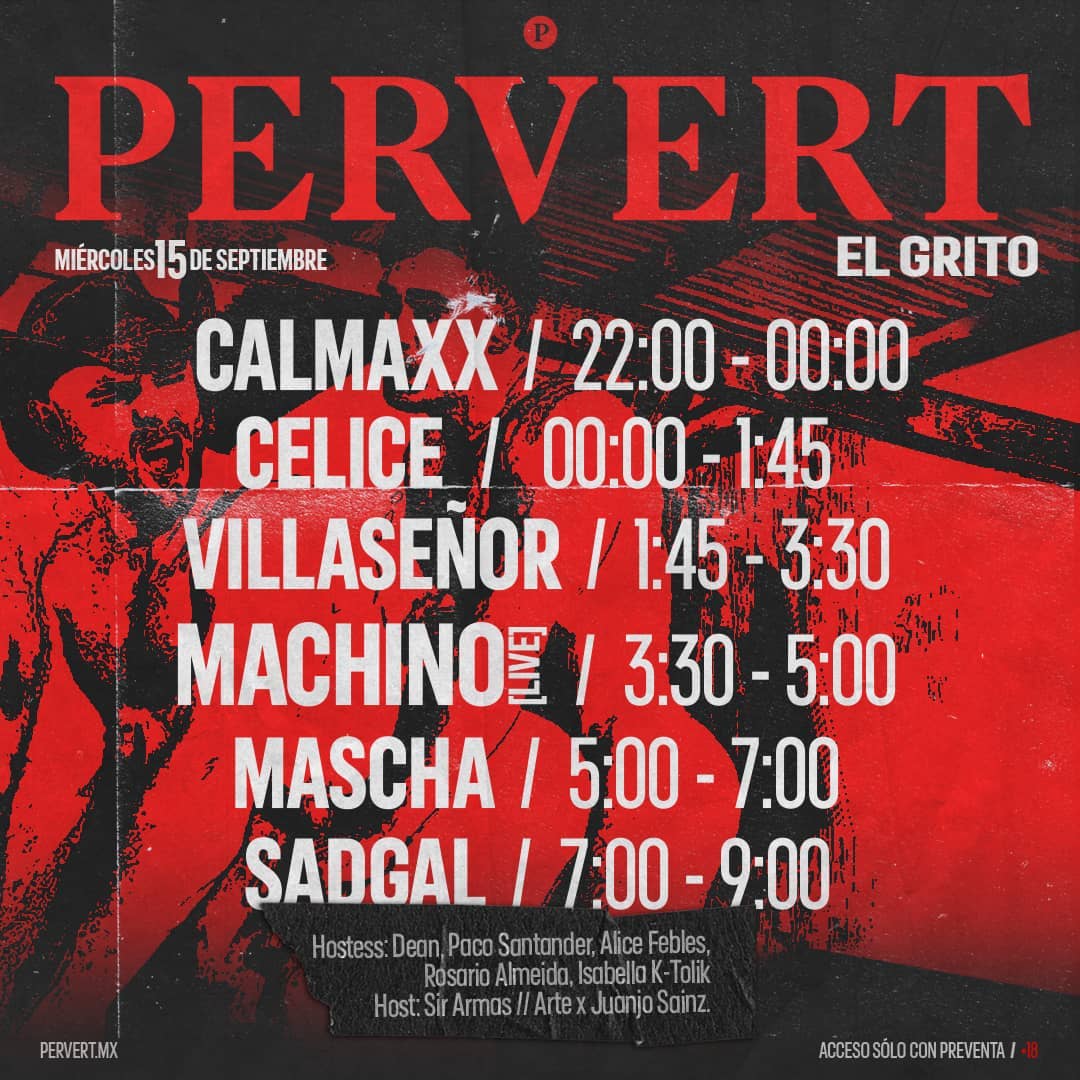 P
PERVERT
MIÉRCOLES 15 DE SEPTIEMBRE
EL GRITO
CALMAXX / 22:00 - 00:00
CELICE / 00:00 - 1:45
VILLASEÑOR / 1:45 - 3:30
MACHINO [LIVE] / 3:30 - 5:00
MASCHA / 5:00 - 7:00
SADGAL / 7:00 - 9:00
Hostess: Dean, Paco Santander, Alice Febles,
Rosario Almeida, Isabella K-Tolik
Host: Sir Armas // Arte x Juanjo Sainz.
PERVERT.MX
ACCESO SÓLO CON PREVENTA / +18